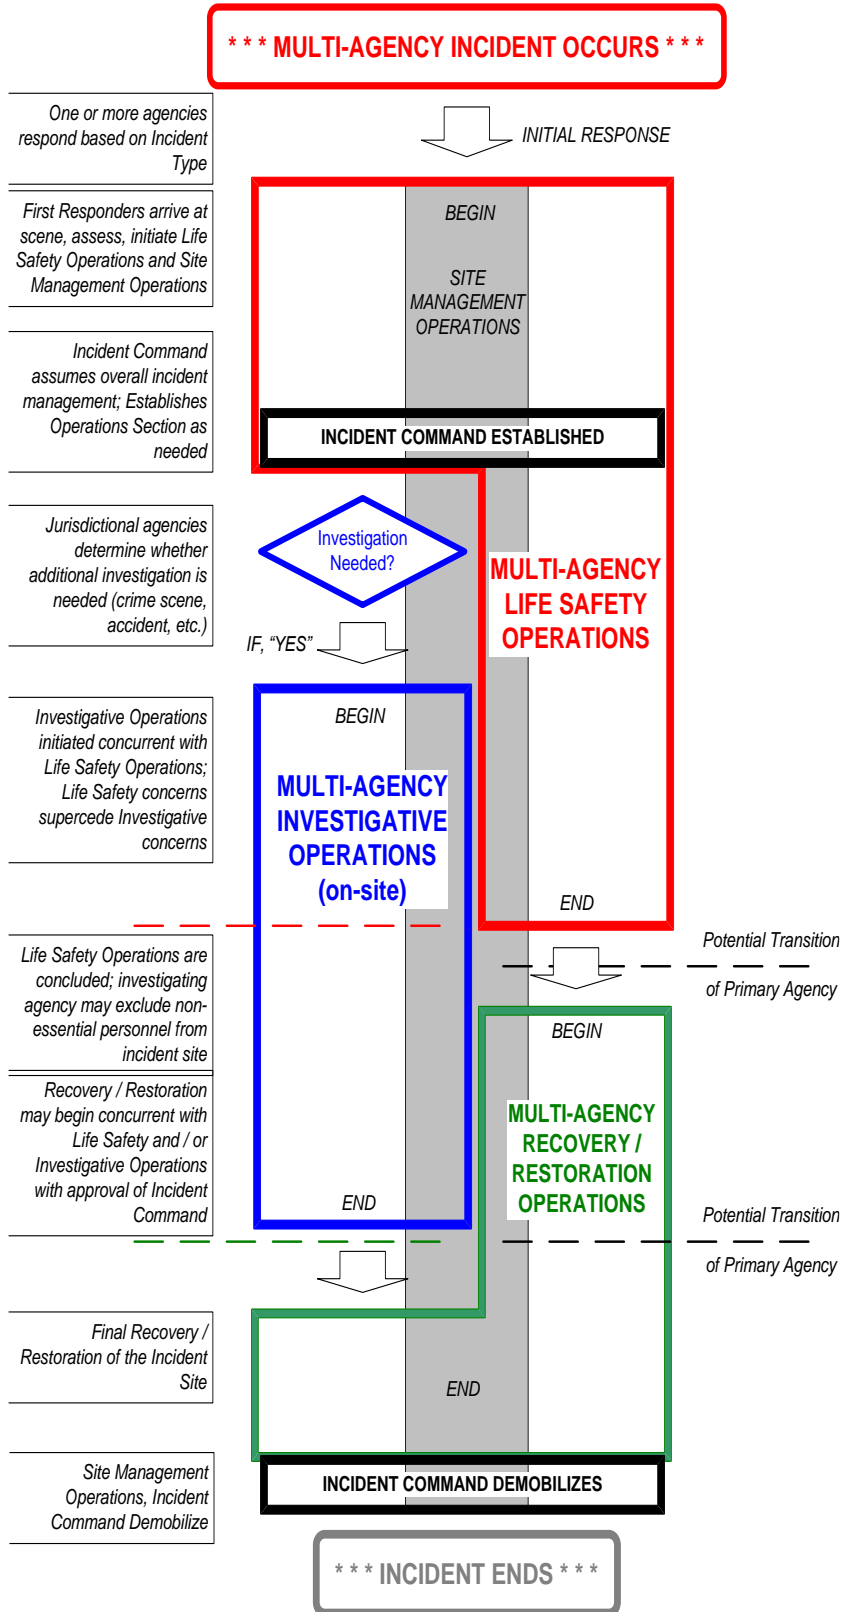 * * * MULTI-AGENCY INCIDENT OCCURS * * *
One or more agencies
respond based on Incident
Type
INITIAL RESPONSE
First Responders arrive at
scene, assess, initiate Life
Safety Operations and Site
Management Operations
BEGIN
SITE
MANAGEMENT
OPERATIONS
Incident Command
assumes overall incident
management; Establishes
Operations Section as
needed
INCIDENT COMMAND ESTABLISHED
Jurisdictional agencies
determine whether
additional investigation is
needed (crime scene,
accident, etc.)
Investigation
Needed?
MULTI-AGENCY
LIFE SAFETY
OPERATIONS
IF, “YES”
Investigative Operations
initiated concurrent with
Life Safety Operations;
Life Safety concerns
supercede Investigative
concerns
BEGIN
MULTI-AGENCY
INVESTIGATIVE
OPERATIONS
(on-site)
END
Potential Transition
of Primary Agency
Life Safety Operations are
concluded; investigating
agency may exclude non-
essential personnel from
incident site
BEGIN
Recovery / Restoration
may begin concurrent with
Life Safety and / or
Investigative Operations
with approval of Incident
Command
MULTI-AGENCY
RECOVERY /
RESTORATION
OPERATIONS
END
Potential Transition
of Primary Agency
Final Recovery /
Restoration of the Incident
Site
END
Site Management
Operations, Incident
Command Demobilize
INCIDENT COMMAND DEMOBILIZES
* * * INCIDENT ENDS * * *